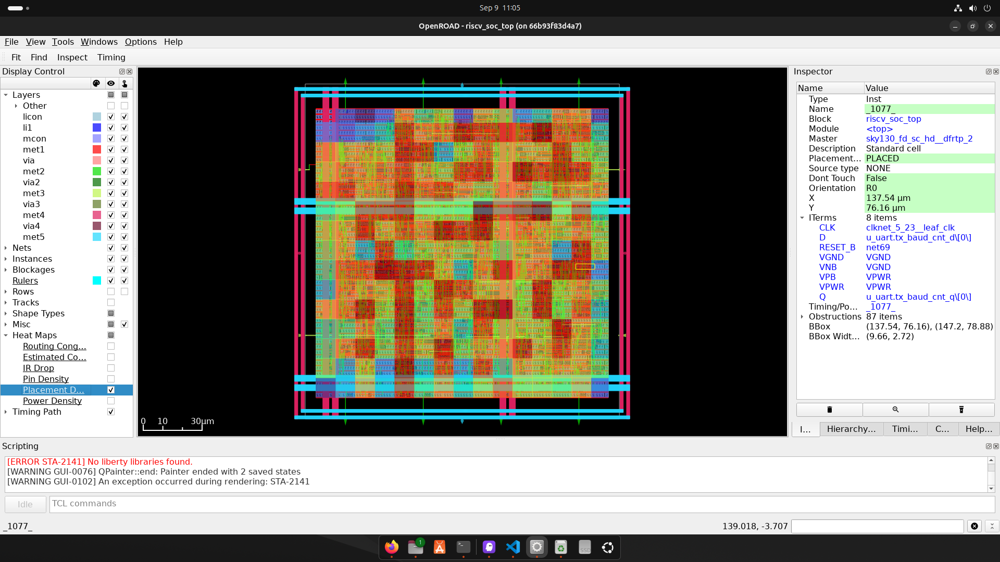 Sep 9 11:05
OpenROAD - riscv_soc_top (on 66b93f83d4a7)
File View Tools Windows Options Help
Fit Find Inspect Timing
Display Control
Layers
Other
licon
li1
mcon
met1
via
met2
via2
met3
via3
met4
via4
met5
Nets
Instances
Blockages
Rulers
Rows
Tracks
Shape Types
Misc
Heat Maps
Routing Cong...
Estimated Co...
IR Drop
Pin Density
Placement D...
Power Density
Timing Path
0 10 30μm
Inspector
Name Value
Type Inst
Name _1077_
Block riscv_soc_top
Module <top>
Master sky130_fd_sc_hd__dfrtp_2
Description Standard cell
Placement... PLACED
Source type NONE
Dont Touch False
Orientation R0
X 137.54 μm
Y 76.16 μm
ITerms 8 items
CLK clknet_5_23__leaf_clk
D u_uart.tx_baud_cnt_d\[0\]
RESET_B net69
VGND VGND
VNB VGND
VPB VPWR
VPWR VPWR
Q u_uart.tx_baud_cnt_q\[0\]
Timing/Po... _1077_
Obstructions 87 items
BBox (137.54, 76.16), (147.2, 78.88)
BBox Widt... (9.66, 2.72)
I... Hierarchy... Timi... C... Help...
Scripting
[ERROR STA-2141] No liberty libraries found.
[WARNING GUI-0076] QPainter::end: Painter ended with 2 saved states
[WARNING GUI-0102] An exception occurred during rendering: STA-2141
Idle TCL commands
_1077_ 139.018, -3.707
1
SSD